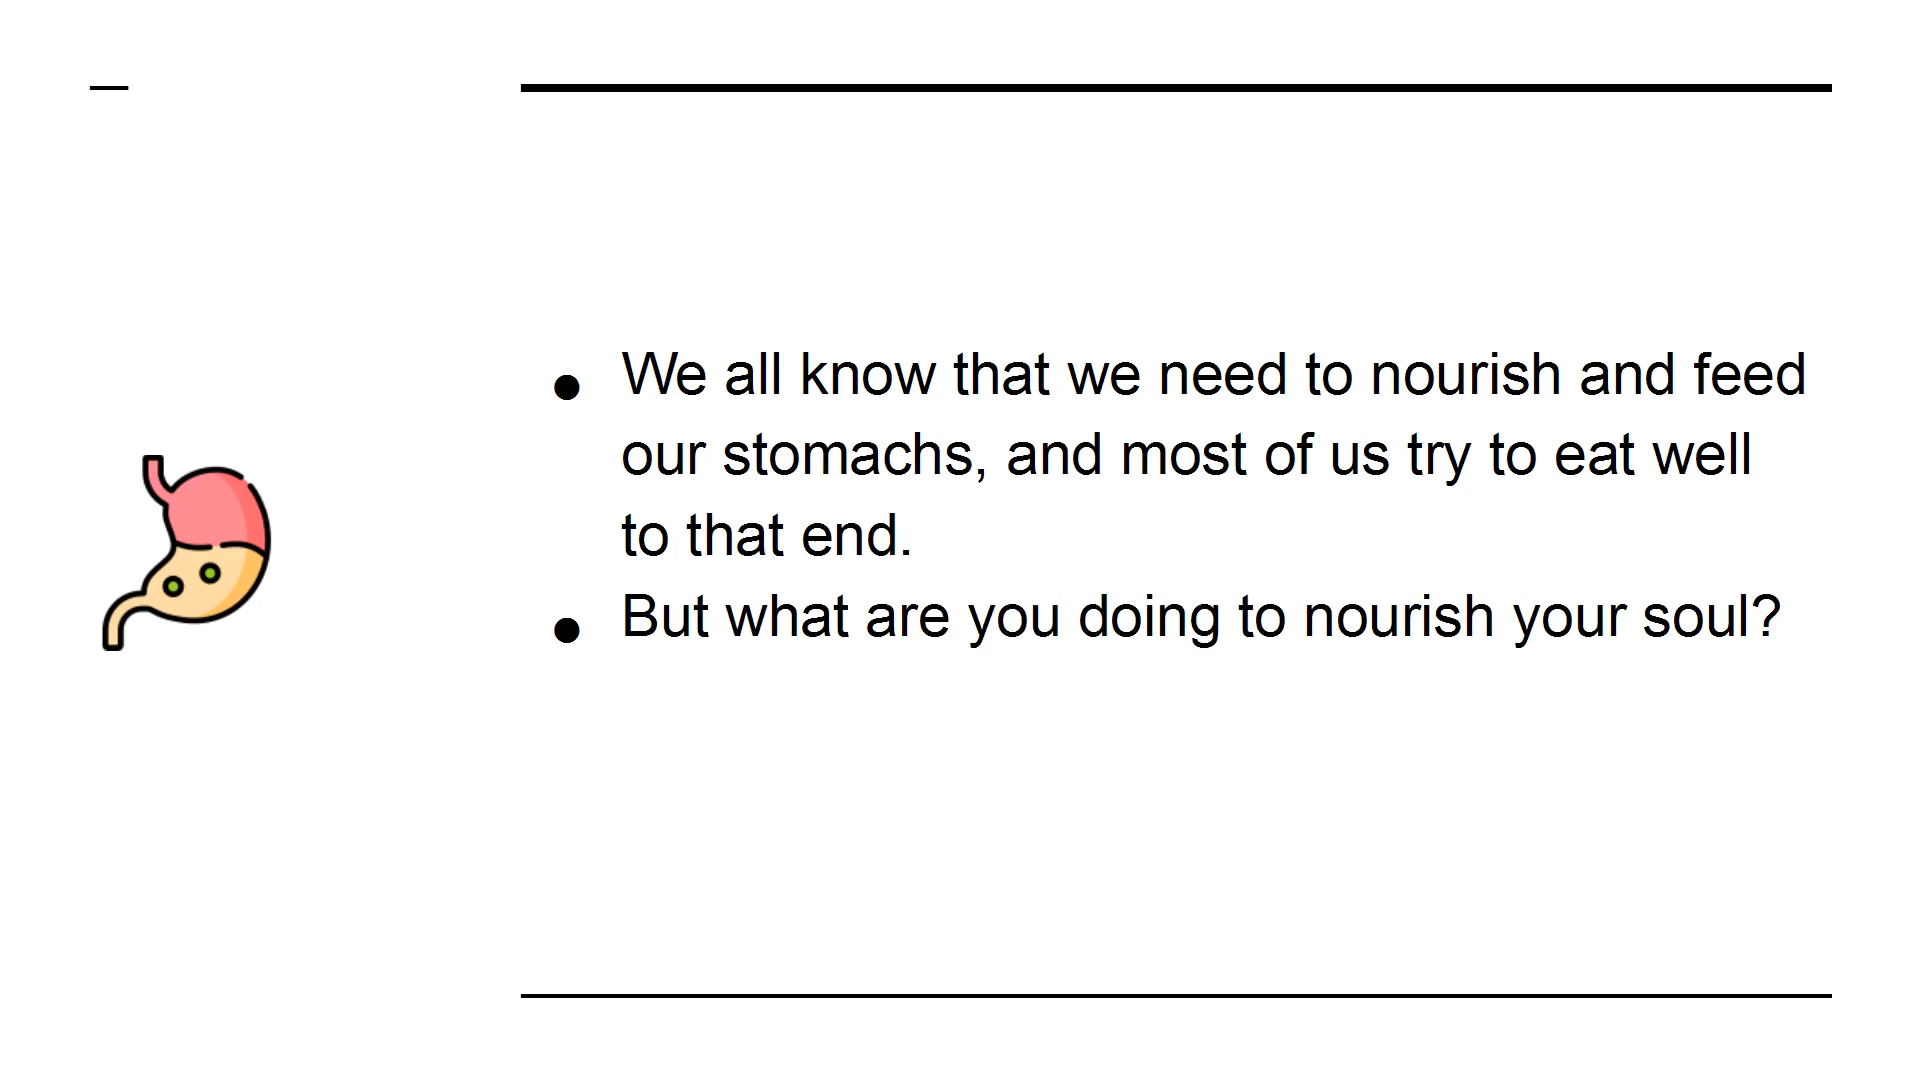 ● We all know that we need to nourish and feed
our stomachs, and most of us try to eat well
to that end.
● But what are you doing to nourish your soul?